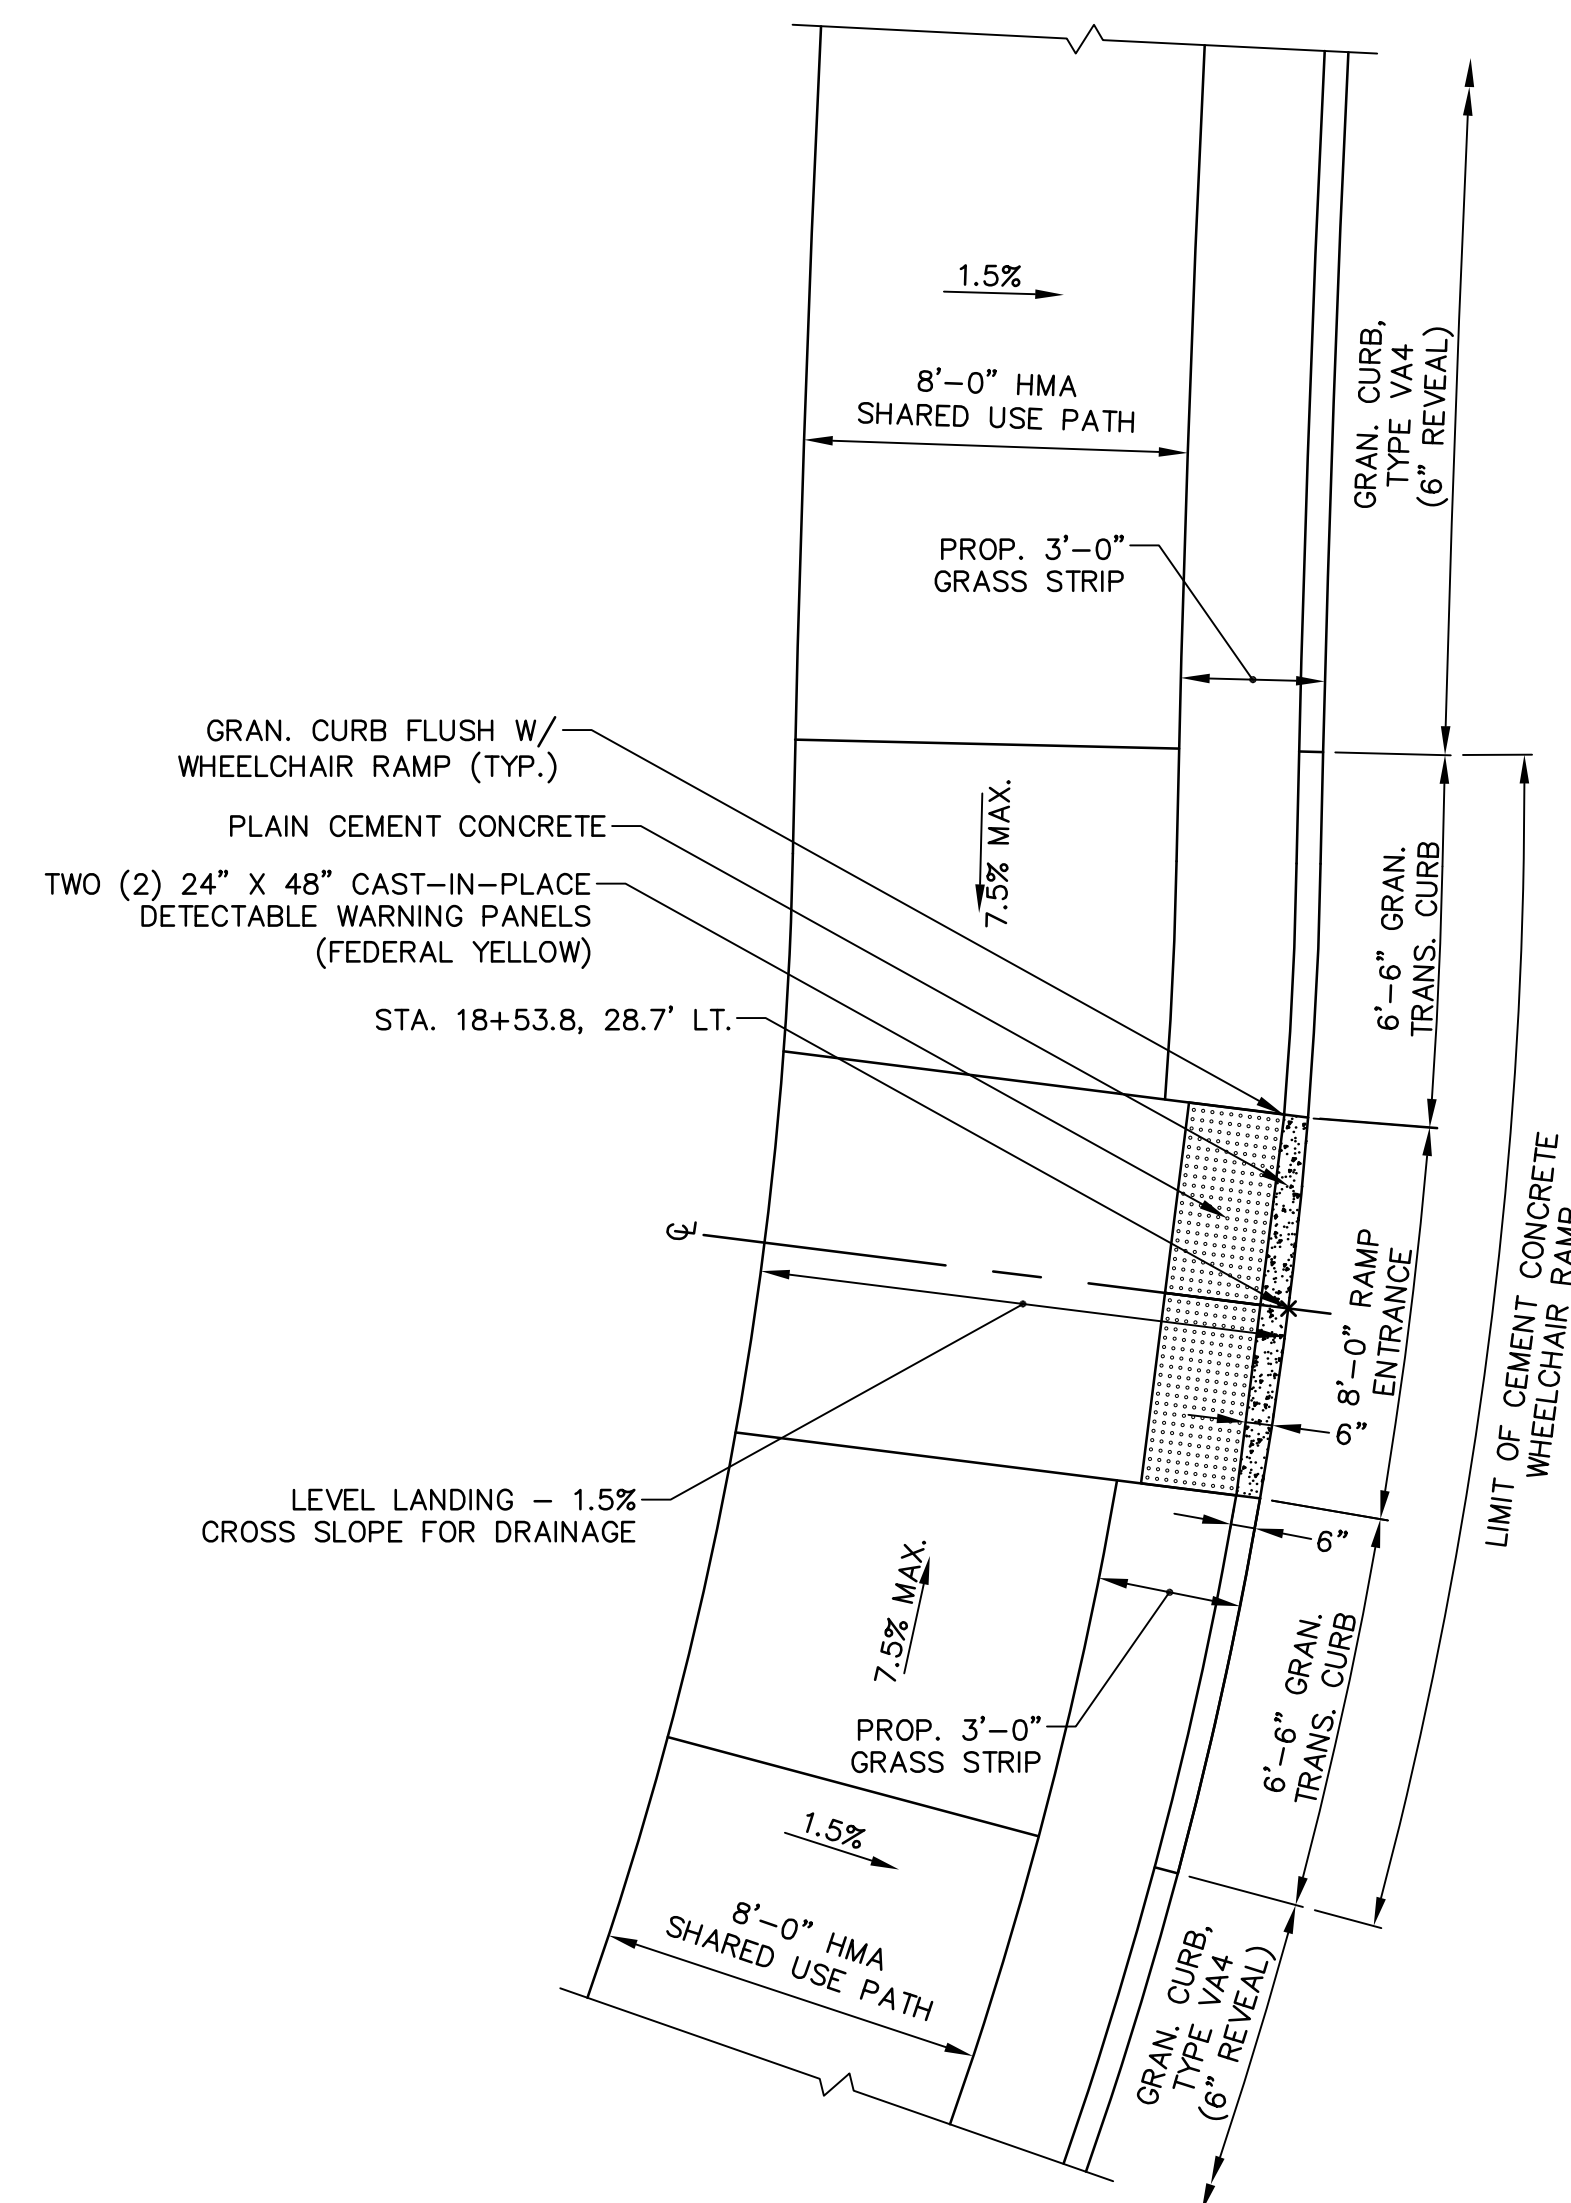 1.5%
8'-0" HMA
SHARED USE PATH
GRAN. CURB,
TYPE VA4
(6" REVEAL)
PROP. 3'-0"
GRASS STRIP
GRAN. CURB FLUSH W/
WHEELCHAIR RAMP (TYP.)
PLAIN CEMENT CONCRETE
TWO (2) 24" X 48" CAST-IN-PLACE
DETECTABLE WARNING PANELS
(FEDERAL YELLOW)
STA. 18+53.8, 28.7' LT.
7.5% MAX.
6'-6" GRAN.
TRANS. CURB
℄
8'-0" RAMP
ENTRANCE
LIMIT OF CEMENT CONCRETE
WHEELCHAIR RAMP
6"
LEVEL LANDING - 1.5%
CROSS SLOPE FOR DRAINAGE
6"
7.5% MAX.
6'-6" GRAN.
TRANS. CURB
PROP. 3'-0"
GRASS STRIP
1.5%
8'-0" HMA
SHARED USE PATH
GRAN. CURB,
TYPE VA4
(6" REVEAL)